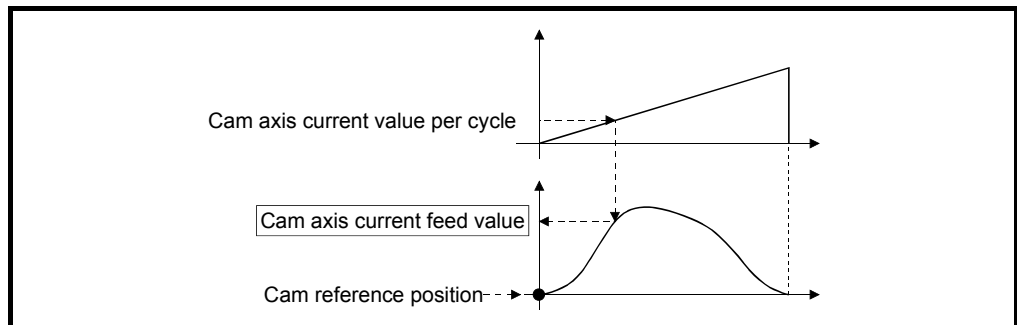 Cam axis current value per cycle
Cam axis current feed value
Cam reference position